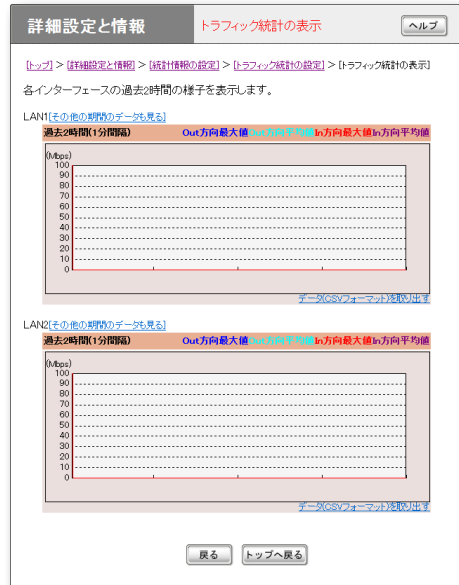 詳細設定と情報 トラフィック統計の表示 ヘルプ
[トップ] > [詳細設定と情報] > [統計情報の設定] > [トラフィック統計の設定] > [トラフィック統計の表示]
各インターフェースの過去2時間の様子を表示します。
LAN1[その他の期間のデータも見る]
過去2時間(1分間隔) Out方向最大値Out方向平均値In方向最大値In方向平均値
(Mbps)
100
90
80
70
60
50
40
30
20
10
0
データ(CSVフォーマット)を取り出す
LAN2[その他の期間のデータも見る]
過去2時間(1分間隔) Out方向最大値Out方向平均値In方向最大値In方向平均値
(Mbps)
100
90
80
70
60
50
40
30
20
10
0
データ(CSVフォーマット)を取り出す
戻る トップへ戻る